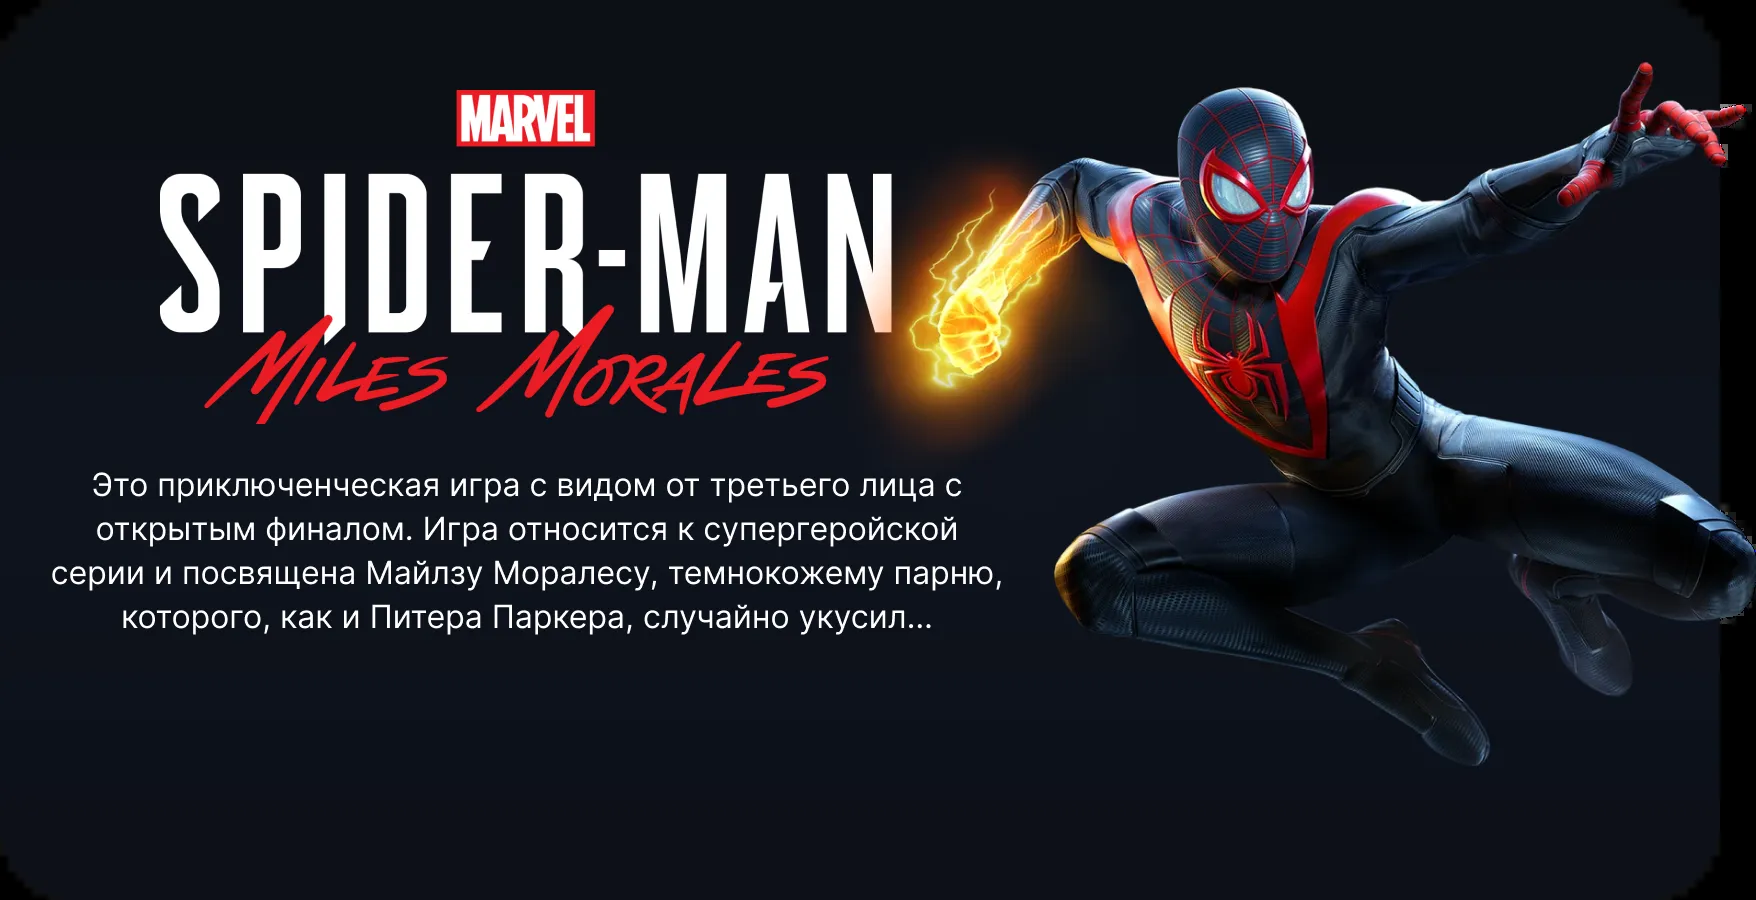 MARVEL
SPIDER-MAN
MILES MORALES
Это приключенческая игра с видом от третьего лица с
открытым финалом. Игра относится к супергеройской
серии и посвящена Майлзу Моралесу, темнокожему парню,
которого, как и Питера Паркера, случайно укусил...